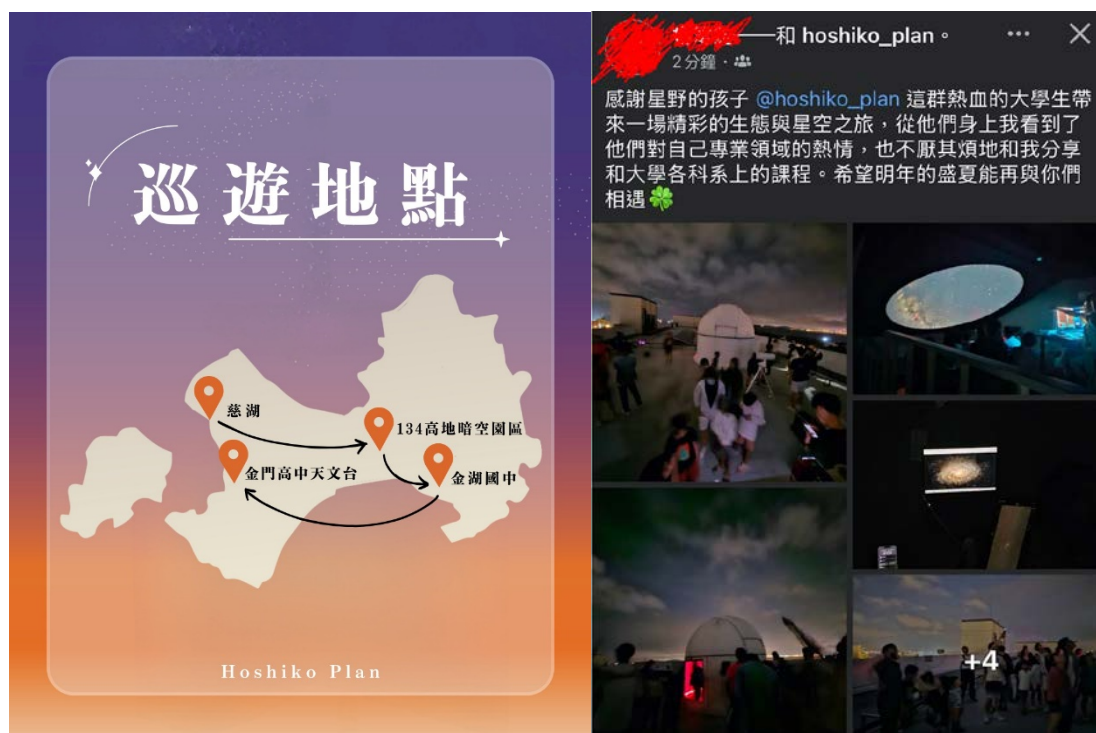 巡遊地點
慈湖
134高地暗空園區
金門高中天文台
金湖國中
Hoshiko Plan
和 hoshiko_plan。
2分鐘·
感謝星野的孩子 @hoshiko_plan 這群熱血的大學生帶
來一場精彩的生態與星空之旅，從他們身上我看到了
他們對自己專業領域的熱情，也不厭其煩地和我分享
和大學各科系上的課程。希望明年的盛夏能再與你們
相遇🍀
+4